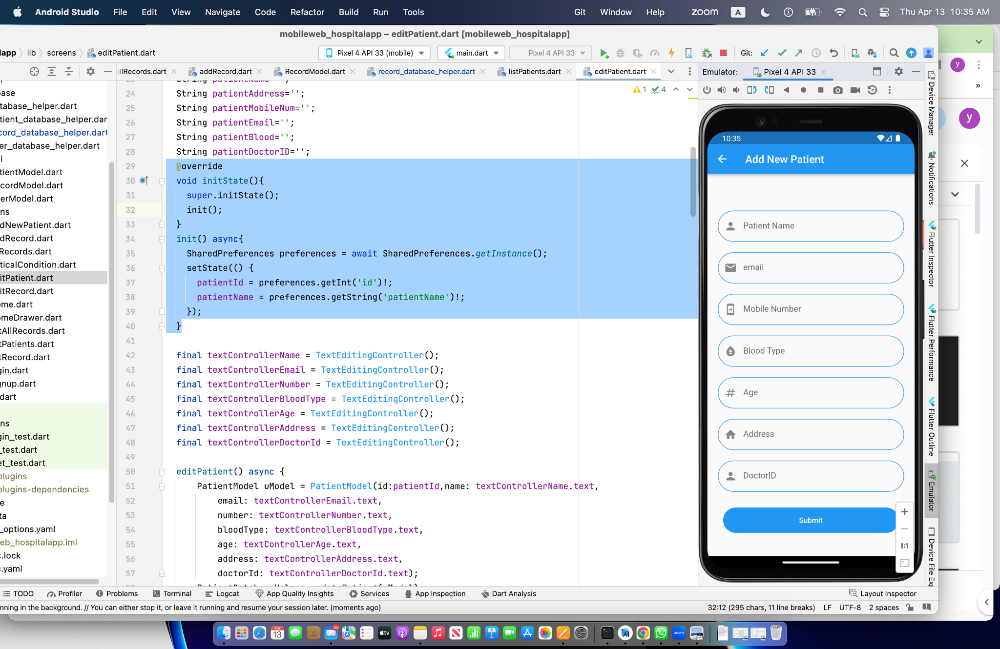 Android Studio File Edit View Navigate Code Refactor Build Run Tools Git Window Help zoom A Thu Apr 13 10:35 AM
mobileweb_hospitalapp – editPatient.dart [mobileweb_hospitalapp]
lapp lib screens editPatient.dart Pixel 4 API 33 (mobile) main.dart Pixel 4 API 33 Git:
llRecords.dart addRecord.dart RecordModel.dart record_database_helper.dart listPatients.dart editPatient.dart Emulator: Pixel 4 API 33
ase
tabase_helper.dart
tient_database_helper.dar
cord_database_helper.dart
er_database_helper.dart
l
tientModel.dart
cordModel.dart
erModel.dart
ns
dNewPatient.dart
dRecord.dart
Records.dart
ticalCondition.dart
itPatient.dart
itRecord.dart
me.dart
meDrawer.dart
tAllRecords.dart
tPatients.dart
tRecord.dart
gin.dart
nup.dart
dart
ns
gin_test.dart
_test.dart
et_test.dart
plugins
plugins-dependencies
e
ta
_options.yaml
eb_hospitalapp.iml
c.lock
c.yaml
1 4
24 String patientAddress='';
25 String patientMobileNum='';
26 String patientEmail='';
27 String patientBlood='';
28 String patientDoctorID='';
29 @override
30 void initState(){
31 super.initState();
32 init();
33 }
34 init() async{
35 SharedPreferences preferences = await SharedPreferences.getInstance();
36 setState(() {
37 patientId = preferences.getInt('id')!;
38 patientName = preferences.getString('patientName')!;
39 });
40 }
41
42 final textControllerName = TextEditingController();
43 final textControllerEmail = TextEditingController();
44 final textControllerNumber = TextEditingController();
45 final textControllerBloodType = TextEditingController();
46 final textControllerAge = TextEditingController();
47 final textControllerAddress = TextEditingController();
48 final textControllerDoctorId = TextEditingController();
49
50 editPatient() async {
51 PatientModel uModel = PatientModel(id:patientId,name: textControllerName.text,
52 email: textControllerEmail.text,
53 number: textControllerNumber.text,
54 bloodType: textControllerBloodType.text,
55 age: textControllerAge.text,
56 address: textControllerAddress.text,
57 doctorId: textControllerDoctorId.text);
10:35
Add New Patient
Patient Name
email
Mobile Number
Blood Type
Age
Address
DoctorID
Submit
1:1
Device Manager
Notifications
Flutter Inspector
Flutter Performance
Flutter Outline
Emulator
Device File Ex
y
»
y
TODO Profiler Problems Terminal Logcat App Quality Insights Services App Inspection Dart Analysis Layout Inspector
nning in the background. // You can either stop it, or leave it running and resume your session later. (moments ago) 32:12 (295 chars, 11 line breaks) LF UTF-8 2 spaces
APR 13 100 tv zoom